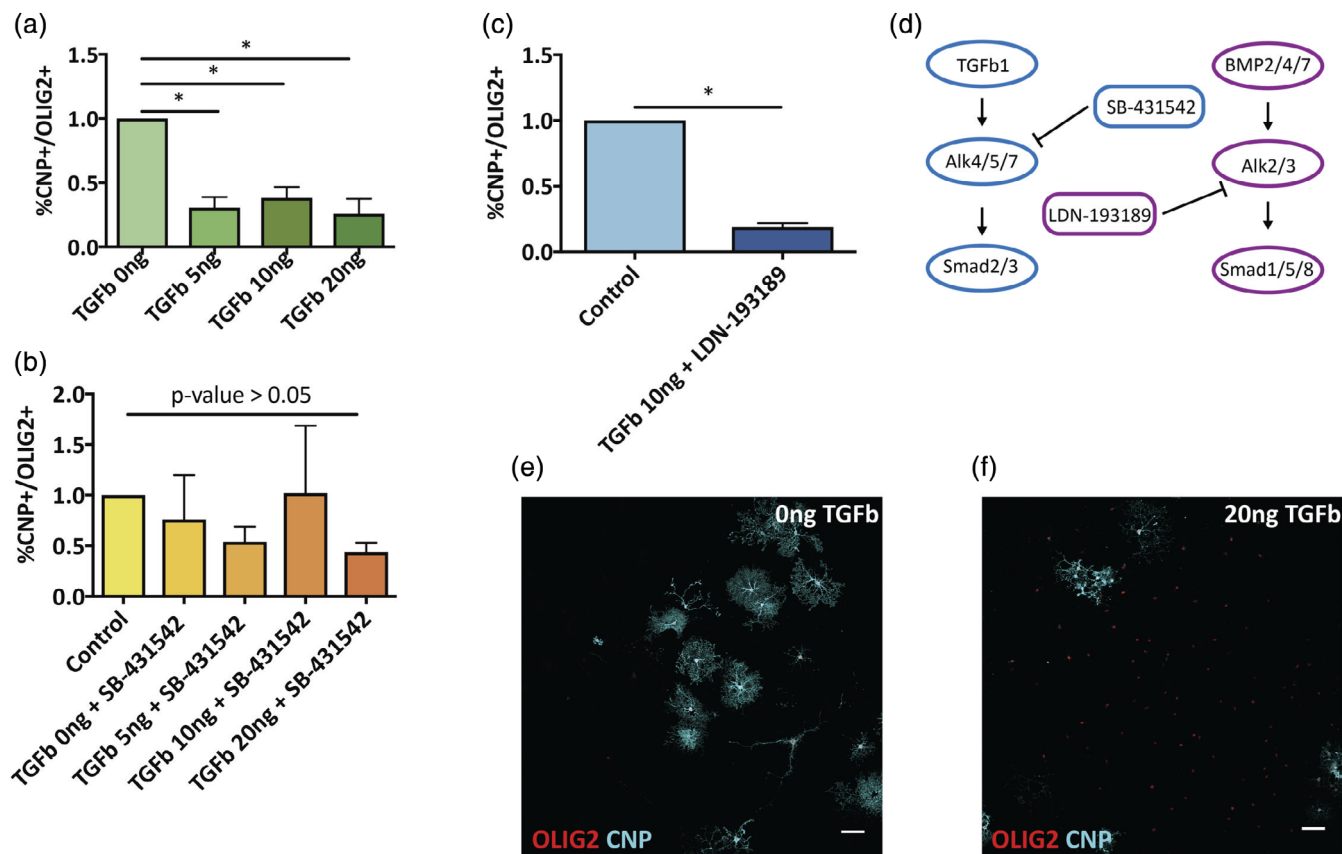 (a)
1.5
1.0
0.5
0.0
%CNP+/OLIG2+
*
*
*
TGFb 0ng
TGFb 5ng
TGFb 10ng
TGFb 20ng
(b)
2.0
1.5
1.0
0.5
0.0
%CNP+/OLIG2+
p-value > 0.05
Control
TGFb 0ng + SB-431542
TGFb 5ng + SB-431542
TGFb 10ng + SB-431542
TGFb 20ng + SB-431542
(c)
1.5
1.0
0.5
0.0
%CNP+/OLIG2+
*
Control
TGFb 10ng + LDN-193189
(d)
TGFb1
BMP2/4/7
SB-431542
Alk4/5/7
Alk2/3
LDN-193189
Smad2/3
Smad1/5/8
(e)
0ng TGFb
OLIG2 CNP
(f)
20ng TGFb
OLIG2 CNP